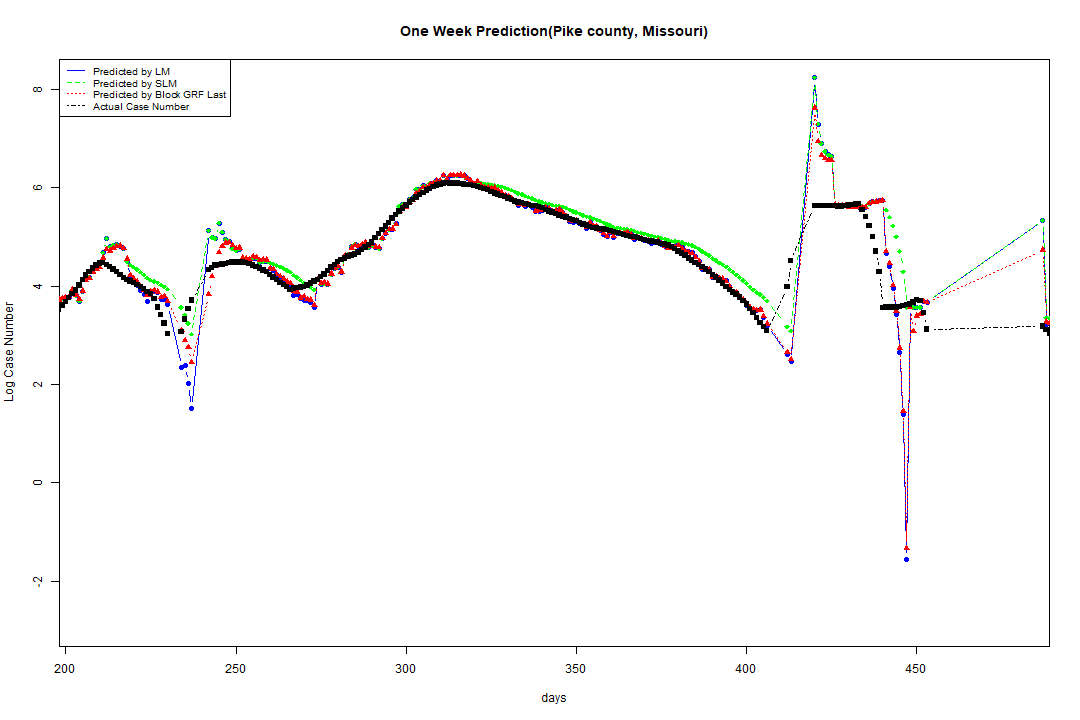 One Week Prediction(Pike county, Missouri)
Predicted by LM
Predicted by SLM
Predicted by Block GRF Last
Actual Case Number
8
6
4
2
0
-2
Log Case Number
200 250 300 350 400 450
days